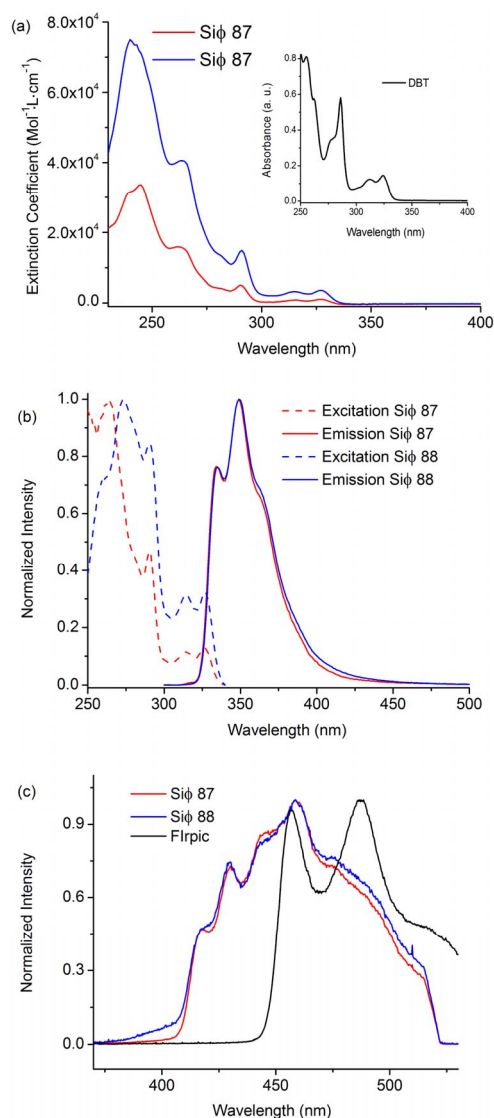 (a)
Siϕ 87
Siϕ 87
Extinction Coefficient (Mol⁻¹·L·cm⁻¹)
8.0x10⁴
6.0x10⁴
4.0x10⁴
2.0x10⁴
0.0
250 300 350 400
Wavelength (nm)
DBT
Absorbance (a. u.)
0.8
0.6
0.4
0.2
0.0
250 300 350 400
Wavelength (nm)
(b)
Excitation Siϕ 87
Emission Siϕ 87
Excitation Siϕ 88
Emission Siϕ 88
Normalized Intensity
1.0
0.8
0.6
0.4
0.2
0.0
250 300 350 400 450 500
Wavelength (nm)
(c)
Siϕ 87
Siϕ 88
FIrpic
Normalized Intensity
0.9
0.6
0.3
0.0
400 450 500
Wavelength (nm)